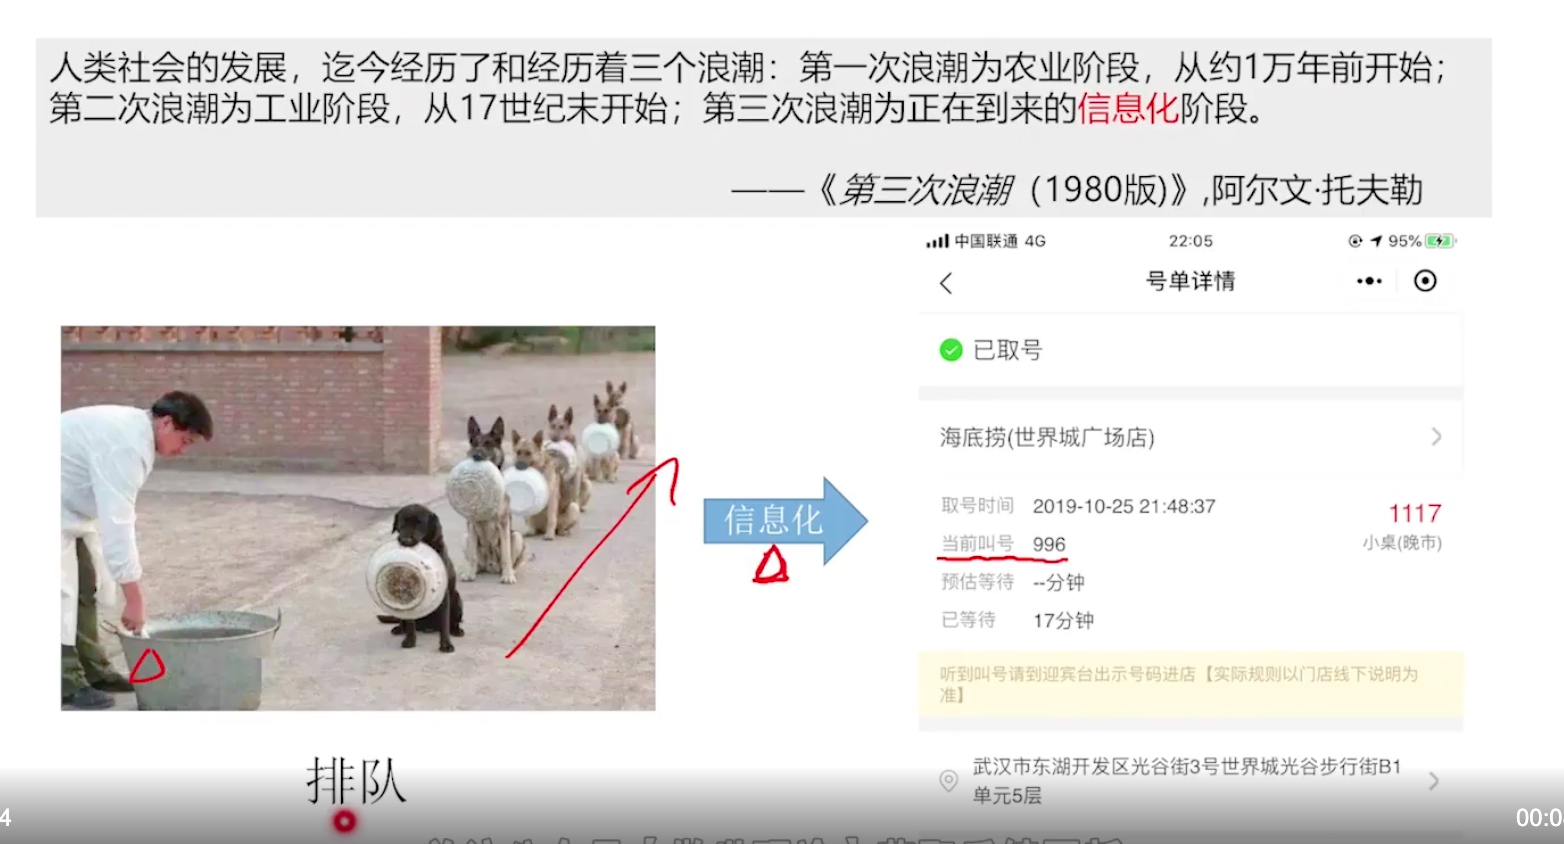 人类社会的发展，迄今经历了和经历着三个浪潮：第一次浪潮为农业阶段，从约1万年前开始；
第二次浪潮为工业阶段，从17世纪末开始；第三次浪潮为正在到来的信息化阶段。
——《第三次浪潮（1980版)》,阿尔文·托夫勒
中国联通 4G 22:05 95%
号单详情
已取号
海底捞(世界城广场店)
取号时间 2019-10-25 21:48:37 1117
当前叫号 996 小桌(晚市)
预估等待 --分钟
已等待 17分钟
信息化
听到叫号请到迎宾台出示号码进店【实际规则以门店线下说明为
准】
排队
武汉市东湖开发区光谷街3号世界城光谷步行街B1
单元5层
4
00:0